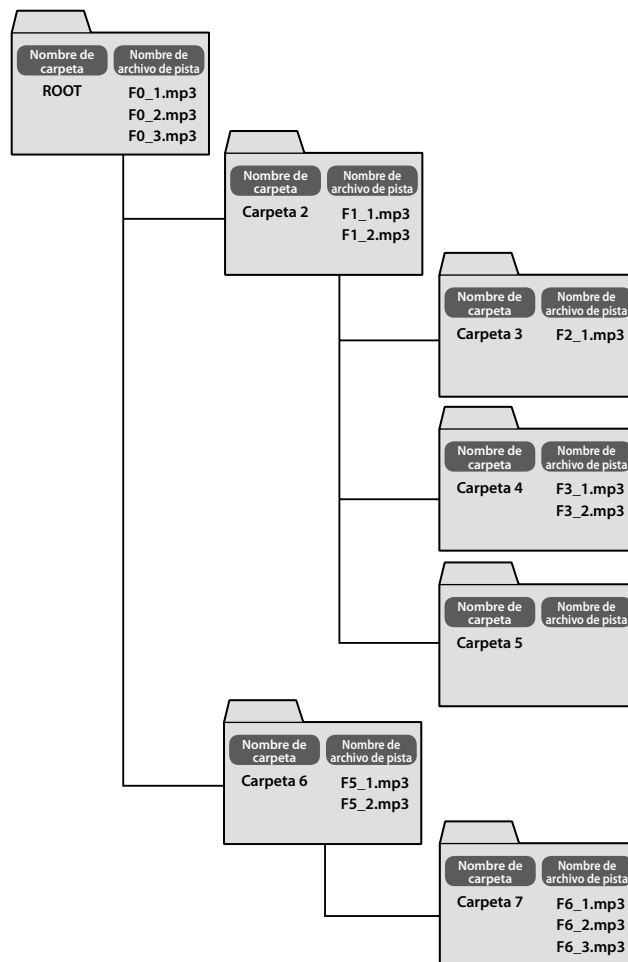 Nombre de
carpeta
Nombre de
archivo de pista
ROOT
F0_1.mp3
F0_2.mp3
F0_3.mp3
Nombre de
carpeta
Nombre de
archivo de pista
Carpeta 2
F1_1.mp3
F1_2.mp3
Nombre de
carpeta
Nombre de
archivo de pista
Carpeta 3
F2_1.mp3
Nombre de
carpeta
Nombre de
archivo de pista
Carpeta 4
F3_1.mp3
F3_2.mp3
Nombre de
carpeta
Nombre de
archivo de pista
Carpeta 5
Nombre de
carpeta
Nombre de
archivo de pista
Carpeta 6
F5_1.mp3
F5_2.mp3
Nombre de
carpeta
Nombre de
archivo de pista
Carpeta 7
F6_1.mp3
F6_2.mp3
F6_3.mp3